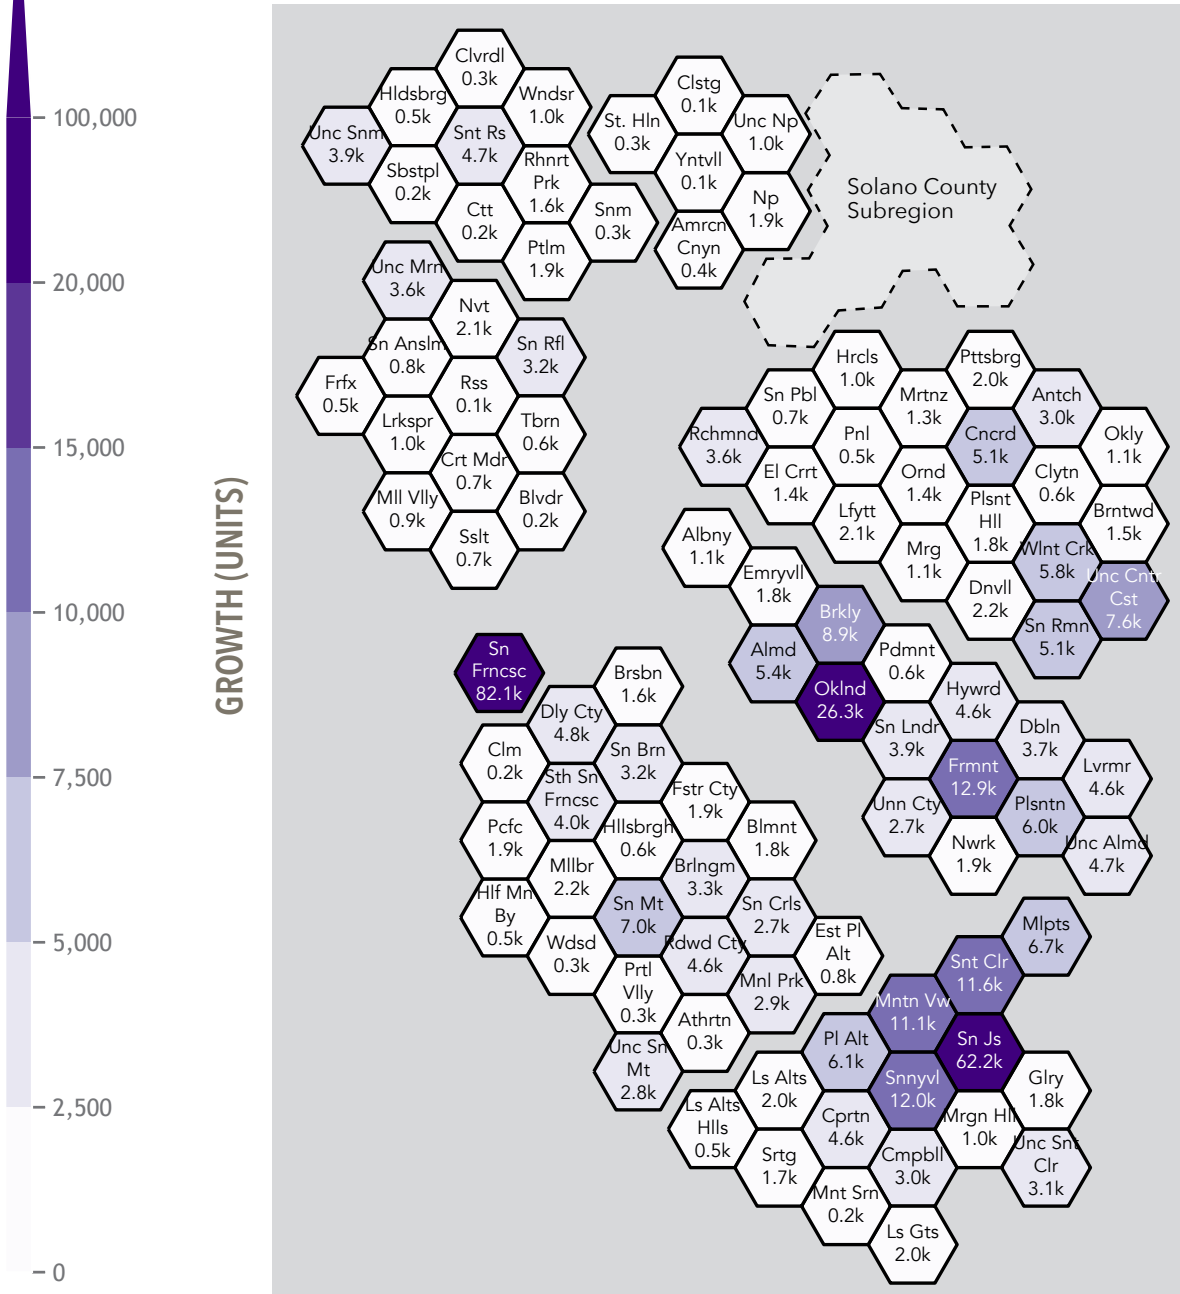 100,000
20,000
15,000
10,000
7,500
5,000
2,500
0
GROWTH (UNITS)
Clvrdl
0.3k
Hldsbrg
0.5k
Wndsr
1.0k
Unc Snm
3.9k
Snt Rs
4.7k
Sbstpl
0.2k
Rhnrt
Prk
1.6k
Ctt
0.2k
Snm
0.3k
Ptlm
1.9k
Clstg
0.1k
St. Hln
0.3k
Unc Np
1.0k
Yntvll
0.1k
Np
1.9k
Amrcn
Cnyn
0.4k
Solano County
Subregion
Unc Mrn
3.6k
Nvt
2.1k
Sn Anslm
0.8k
Sn Rfl
3.2k
Frfx
0.5k
Rss
0.1k
Lrkspr
1.0k
Tbrn
0.6k
Crt Mdr
0.7k
Mll Vlly
0.9k
Blvdr
0.2k
Sslt
0.7k
Hrcls
1.0k
Pttsbrg
2.0k
Sn Pbl
0.7k
Mrtnz
1.3k
Antch
3.0k
Rchmnd
3.6k
Pnl
0.5k
Cncrd
5.1k
Okly
1.1k
El Crrt
1.4k
Ornd
1.4k
Clytn
0.6k
Lfytt
2.1k
Plsnt
Hll
1.8k
Brntwd
1.5k
Mrg
1.1k
Wlnt Crk
5.8k
Dnvll
2.2k
Unc Cntr
Cst
7.6k
Sn Rmn
5.1k
Albny
1.1k
Emryvll
1.8k
Brkly
8.9k
Almd
5.4k
Pdmnt
0.6k
Oklnd
26.3k
Hywrd
4.6k
Sn Lndr
3.9k
Dbln
3.7k
Frmnt
12.9k
Lvrmr
4.6k
Unn Cty
2.7k
Plsntn
6.0k
Nwrk
1.9k
Unc Almd
4.7k
Sn
Frncsc
82.1k
Brsbn
1.6k
Dly Cty
4.8k
Clm
0.2k
Sn Brn
3.2k
Sth Sn
Frncsc
4.0k
Fstr Cty
1.9k
Pcfc
1.9k
Hllsbrgh
0.6k
Blmnt
1.8k
Mllbr
2.2k
Brlngm
3.3k
Hlf Mn
By
0.5k
Sn Mt
7.0k
Sn Crls
2.7k
Wdsd
0.3k
Rdwd Cty
4.6k
Est Pl
Alt
0.8k
Prtl
Vlly
0.3k
Mnl Prk
2.9k
Athrtn
0.3k
Unc Sn
Mt
2.8k
Mlpts
6.7k
Snt Clr
11.6k
Mntn Vw
11.1k
Pl Alt
6.1k
Sn Js
62.2k
Ls Alts
2.0k
Snnyvl
12.0k
Glry
1.8k
Ls Alts
Hlls
0.5k
Cprtn
4.6k
Mrgn Hll
1.0k
Srtg
1.7k
Cmpbll
3.0k
Unc Snt
Clr
3.1k
Mnt Srn
0.2k
Ls Gts
2.0k